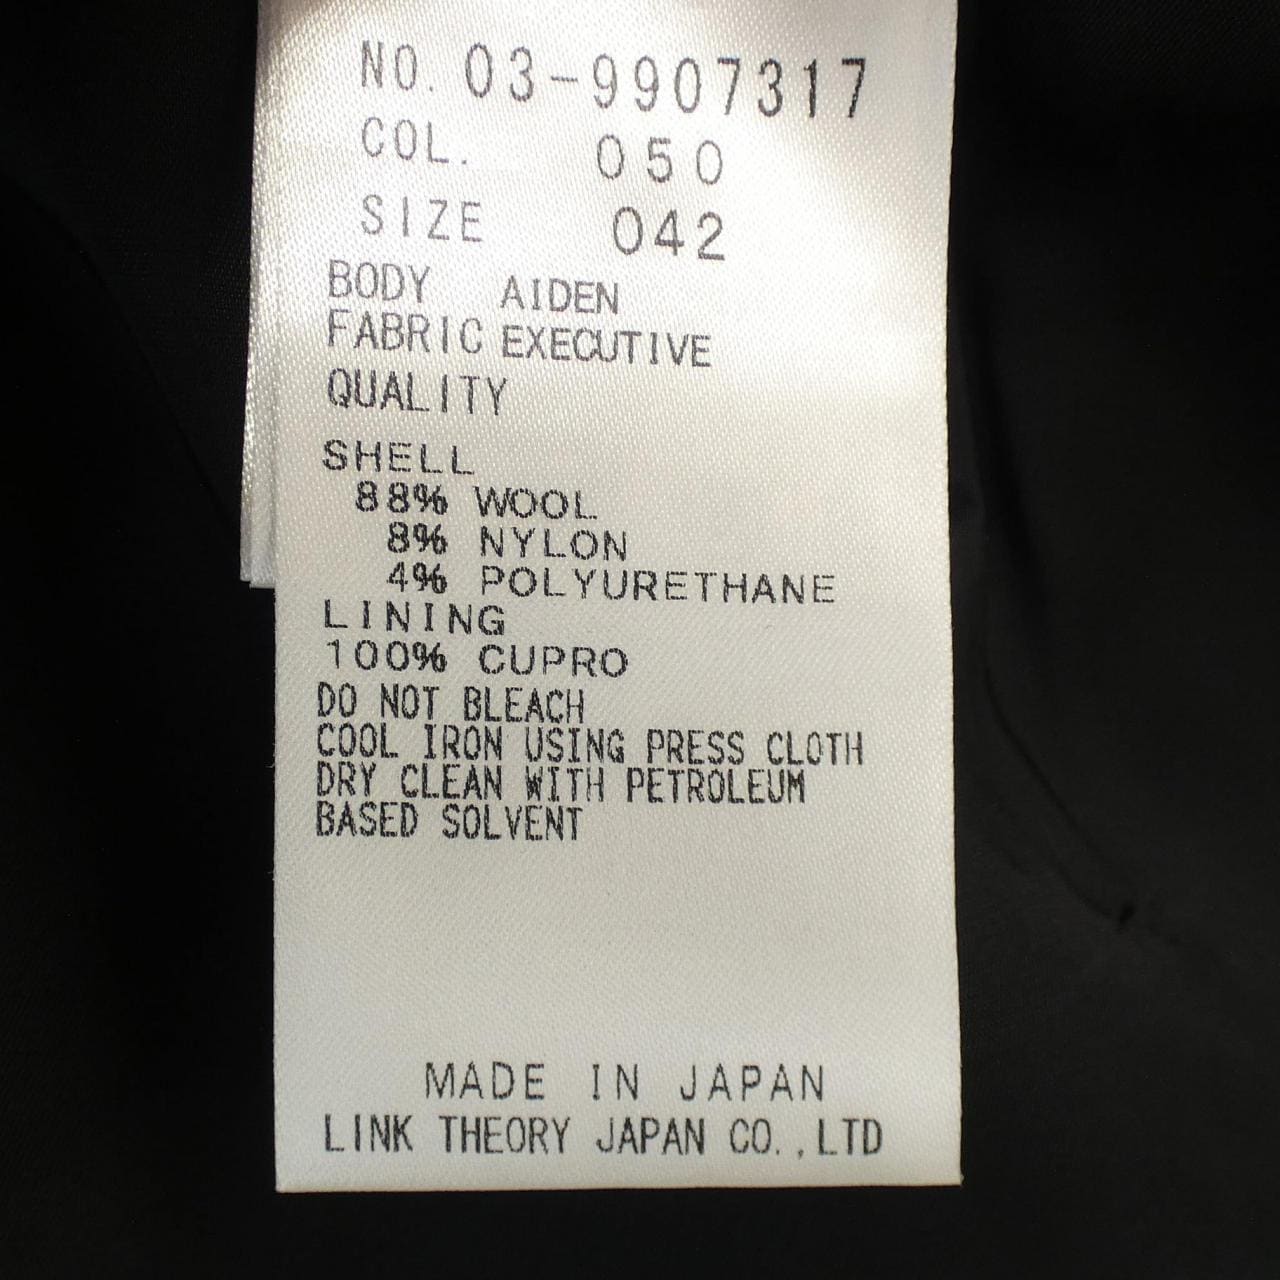 NO. 03-9907317
COL. 050
SIZE 042
BODY AIDEN
FABRIC EXECUTIVE
QUALITY
SHELL
88% WOOL
8% NYLON
4% POLYURETHANE
LINING
100% CUPRO
DO NOT BLEACH
COOL IRON USING PRESS CLOTH
DRY CLEAN WITH PETROLEUM
BASED SOLVENT
MADE IN JAPAN
LINK THEORY JAPAN CO.,LTD